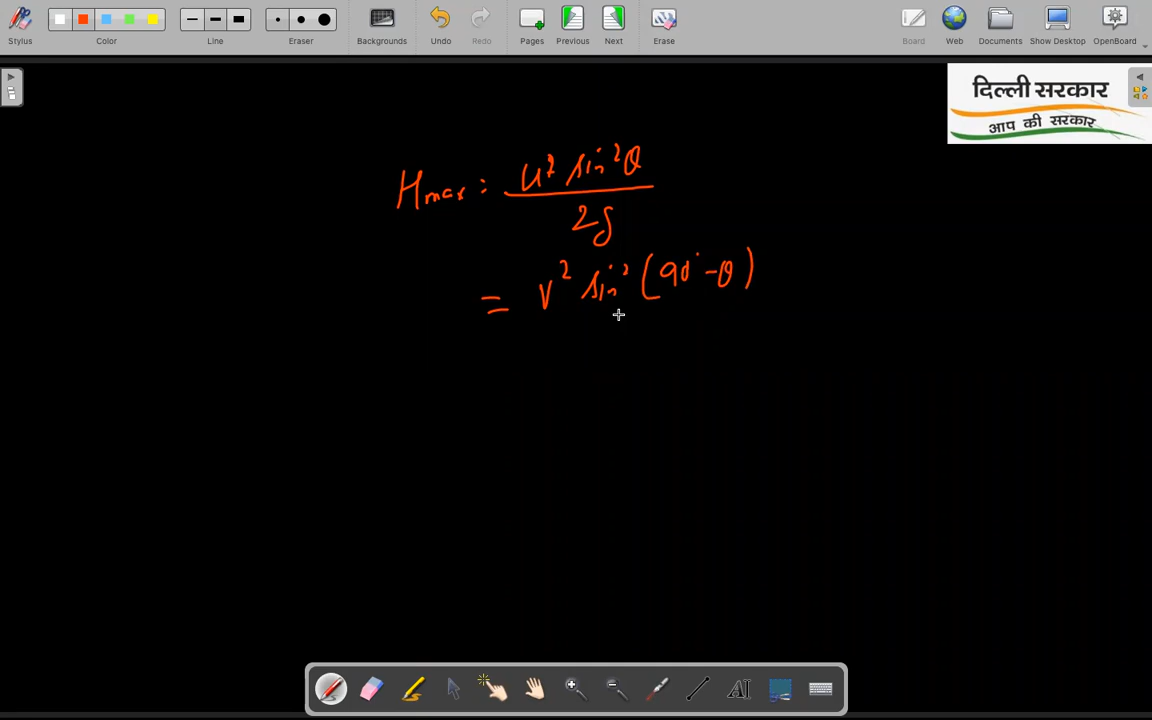 Stylus Color Line Eraser Backgrounds Undo Redo Pages Previous Next Erase Board Web Documents Show Desktop OpenBoard
दिल्ली सरकार
आप की सरकार
Hmax : u² sin²θ
2g
= v² sin² (90° - θ)